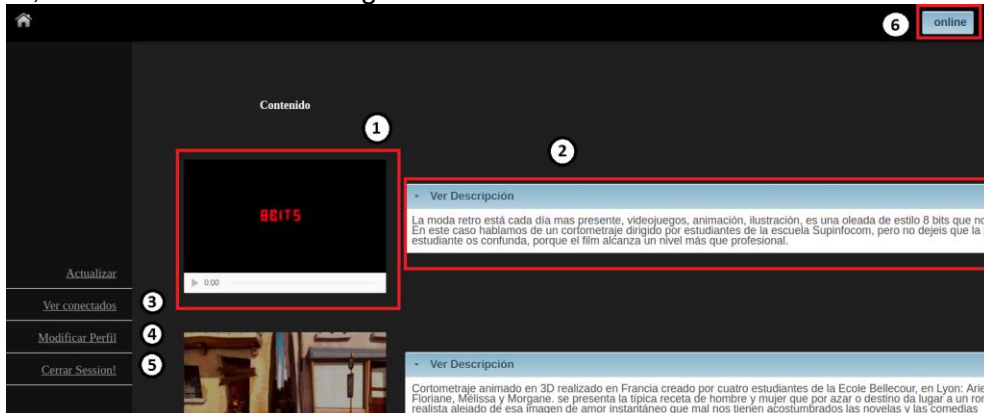 6
online
Contenido
1
2
8BITS
Ver Descripción
La moda retro está cada día mas presente, videojuegos, animación, ilustración, es una oleada de estilo 8 bits que no
En este caso hablamos de un cortometraje dirigido por estudiantes de la escuela Supinfocom, pero no dejeis que la
estudiante os confunda, porque el film alcanza un nivel más que profesional.
0:00
Actualizar
Ver conectados
3
Modificar Perfil
4
Cerrar Session!
5
Ver Descripción
Cortometraje animado en 3D realizado en Francia creado por cuatro estudiantes de la Ecole Bellecour, en Lyon: Arie
Floriane, Mélissa y Morgane. se presenta la típica receta de hombre y mujer que por azar o destino da lugar a un ro
realista alejado de esa imagen de amor instantáneo que mal nos tienen acostumbrados las novelas y las comedias